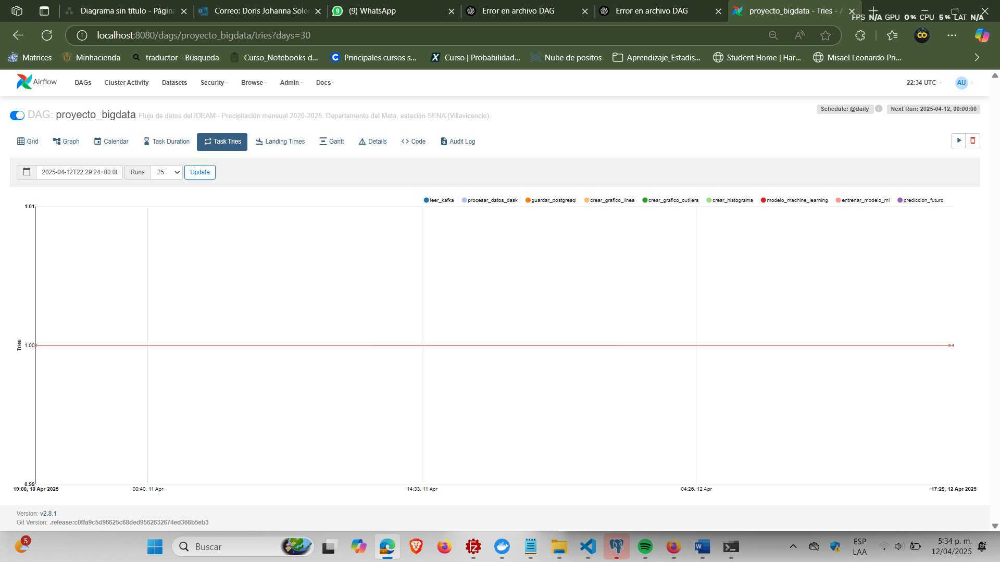 Diagrama sin título - Página
Correo: Doris Johanna Soler
9
(9) WhatsApp
Error en archivo DAG
Error en archivo DAG
proyecto_bigdata - Tries - A
FPS N/A GPU 0% CPU 5% LAT N/A
localhost:8080/dags/proyecto_bigdata/tries?days=30
CO
Matrices
Minhacienda
traductor - Búsqueda
Curso_Notebooks d...
Principales cursos s...
Curso | Probabilidad...
Nube de positos
Aprendizaje_Estadis...
Student Home | Har...
Misael Leonardo Pri...
Airflow
DAGs
Cluster Activity
Datasets
Security
Browse
Admin
Docs
22:34 UTC
AU
DAG: proyecto_bigdata Flujo de datos del IDEAM - Precipitación mensual 2020-2025. Departamento del Meta, estación SENA (Villavicencio).
Schedule: @daily
Next Run: 2025-04-12, 00:00:00
Grid
Graph
Calendar
Task Duration
Task Tries
Landing Times
Gantt
Details
<> Code
Audit Log
2025-04-12T22:29:24+00:00
Runs
25
Update
leer_kafka
procesar_datos_dask
guardar_postgresql
crear_grafico_linea
crear_grafico_outliers
crear_histograma
modelo_machine_learning
entrenar_modelo_ml
prediccion_futuro
1.01
Tries
1.00
0.99
19:00, 10 Apr 2025
00:40, 11 Apr
14:33, 11 Apr
04:26, 12 Apr
17:29, 12 Apr 2025
Version: v2.8.1
Git Version: .release:c0ffa9c5d96625c68ded9562632674ed366b5eb3
5
Buscar
ESP
LAA
5:34 p. m.
12/04/2025